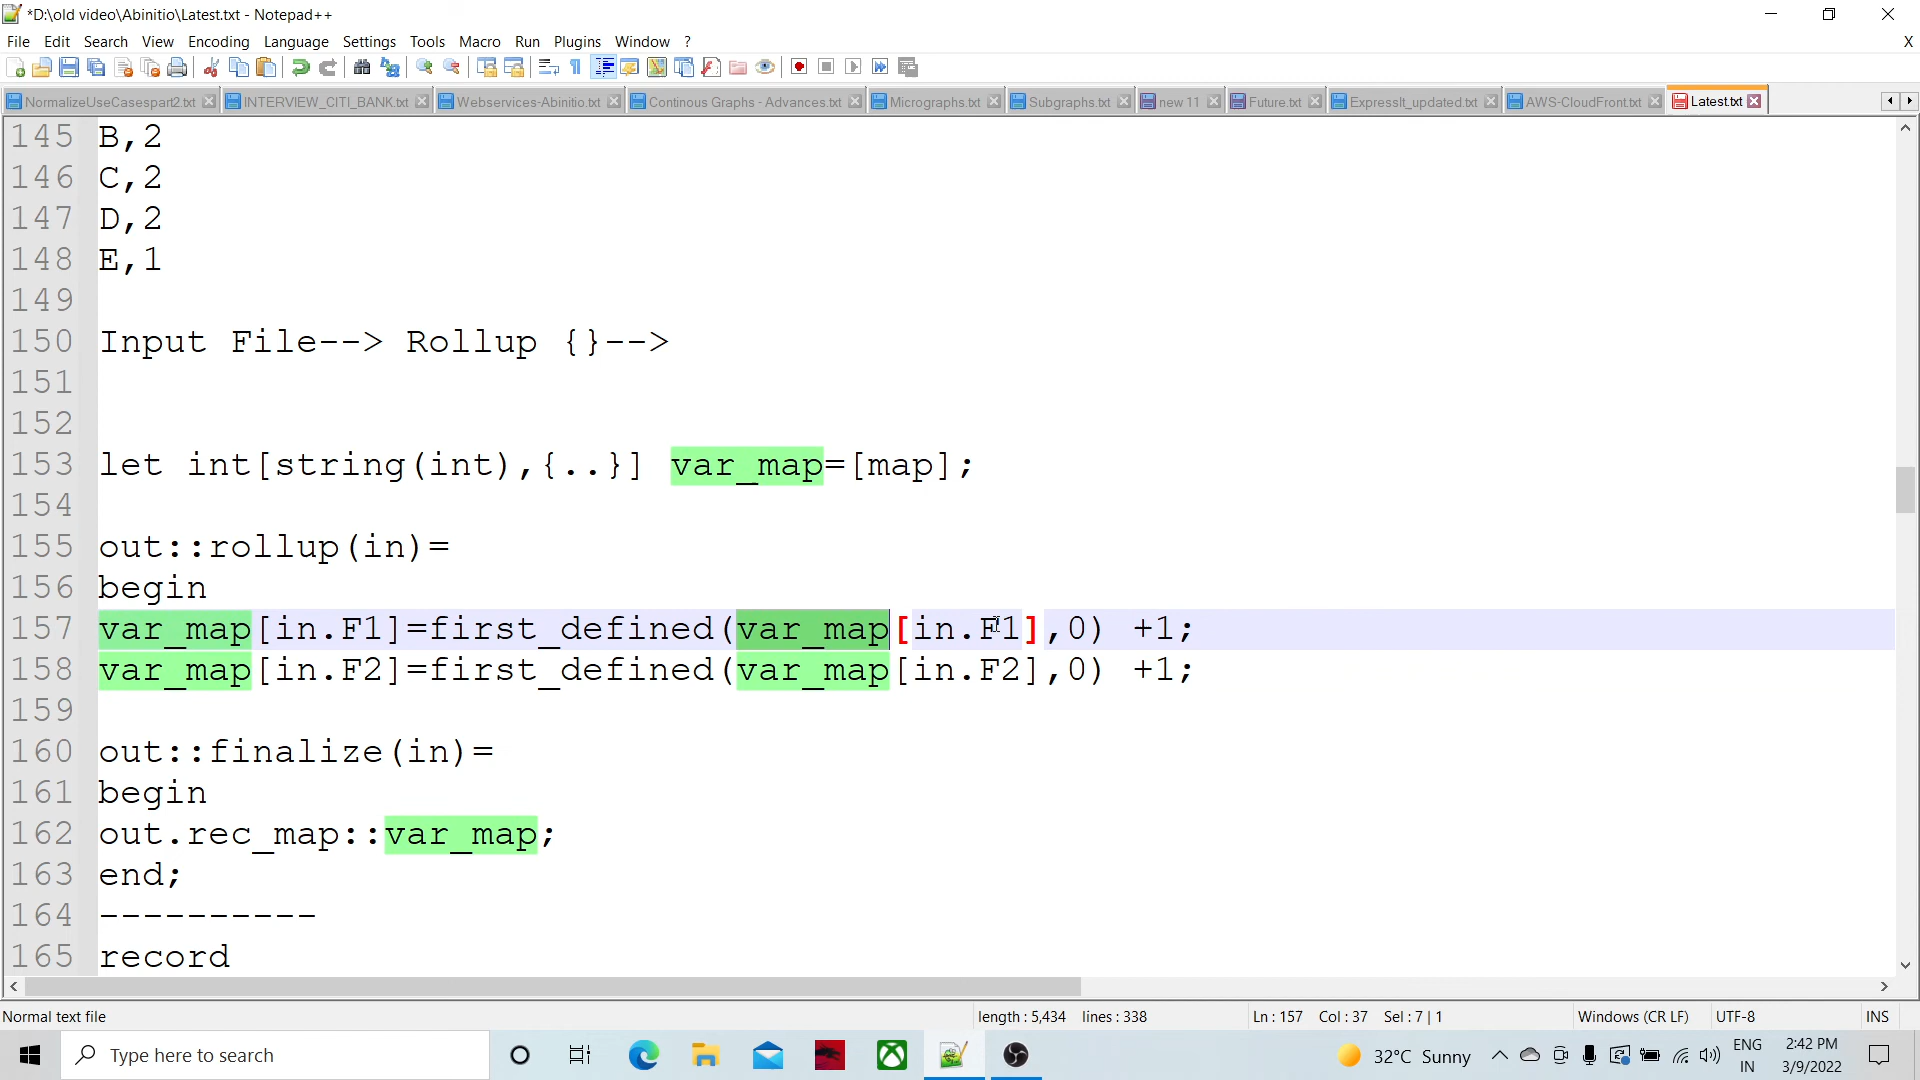 *D:\old video\Abinitio\Latest.txt - Notepad++
File Edit Search View Encoding Language Settings Tools Macro Run Plugins Window ? X
NormalizeUseCasespart2.txt INTERVIEW_CITI_BANK.txt Webservices-Abinitio.txt Continous Graphs - Advances.txt Micrographs.txt Subgraphs.txt new 11 Future.txt ExpressIt_updated.txt AWS-CloudFront.txt Latest.txt
145 B,2
146 C,2
147 D,2
148 E,1
149
150 Input File--> Rollup {}-->
151
152
153 let int[string(int),{..}] var_map=[map];
154
155 out::rollup(in)=
156 begin
157 var_map[in.F1]=first_defined(var_map[in.F1],0) +1;
158 var_map[in.F2]=first_defined(var_map[in.F2],0) +1;
159
160 out::finalize(in)=
161 begin
162 out.rec_map::var_map;
163 end;
164 ----------
165 record
Normal text file length : 5,434 lines : 338 Ln : 157 Col : 37 Sel : 7 | 1 Windows (CR LF) UTF-8 INS
Type here to search 32°C Sunny ENG IN 2:42 PM 3/9/2022